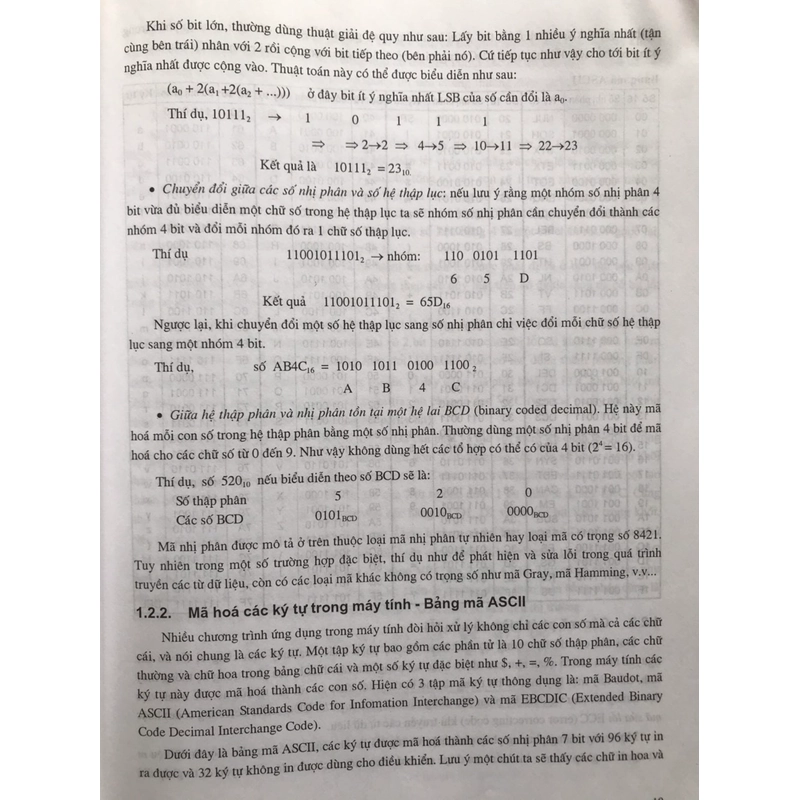 Khi số bit lớn, thường dùng thuật giải đệ quy như sau: Lấy bit bằng 1 nhiều ý nghĩa nhất (tận
cùng bên trái) nhân với 2 rồi cộng với bit tiếp theo (bên phải nó). Cứ tiếp tục như vậy cho tới bit ít ý
nghĩa nhất được cộng vào. Thuật toán này có thể được biểu diễn như sau:
(a₀ + 2(a₁ +2(a₂ + ...))) ở đây bit ít ý nghĩa nhất LSB của số cần đổi là a₀.
Thí dụ, 10111₂ → 1 0 1 1 1
⇒ ⇒ 2→2 ⇒ 4→5 ⇒ 10→11 ⇒ 22→23
Kết quả là 10111₂ = 23₁₀.
• Chuyển đổi giữa các số nhị phân và số hệ thập lục: nếu lưu ý rằng một nhóm số nhị phân 4
bit vừa đủ biểu diễn một chữ số trong hệ thập lục ta sẽ nhóm số nhị phân cần chuyển đổi thành các
nhóm 4 bit và đổi mỗi nhóm đó ra 1 chữ số thập lục.
Thí dụ 11001011101₂ → nhóm: 110 0101 1101
6 5 D
Kết quả 11001011101₂ = 65D₁₆
Ngược lại, khi chuyển đổi một số hệ thập lục sang số nhị phân chỉ việc đổi mỗi chữ số hệ thập
lục sang một nhóm 4 bit.
Thí dụ, số AB4C₁₆ = 1010 1011 0100 1100 ₂
A B 4 C
• Giữa hệ thập phân và nhị phân tồn tại một hệ lai BCD (binary coded decimal). Hệ này mã
hoá mỗi con số trong hệ thập phân bằng một số nhị phân. Thường dùng một số nhị phân 4 bit để mã
hoá cho các chữ số từ 0 đến 9. Như vậy không dùng hết các tổ hợp có thể có của 4 bit (2⁴ = 16).
Thí dụ, số 520₁₀ nếu biểu diễn theo số BCD sẽ là:
Số thập phân 5 2 0
Các số BCD 0101BCD 0010BCD 0000BCD
Mã nhị phân được mô tả ở trên thuộc loại mã nhị phân tự nhiên hay loại mã có trọng số 8421.
Tuy nhiên trong một số trường hợp đặc biệt, thí dụ như để phát hiện và sửa lỗi trong quá trình
truyền các từ dữ liệu, còn có các loại mã khác không có trọng số như mã Gray, mã Hamming, v.v...
1.2.2. Mã hoá các ký tự trong máy tính - Bảng mã ASCII
Nhiều chương trình ứng dụng trong máy tính đòi hỏi xử lý không chỉ các con số mà cả các chữ
cái, và nói chung là các ký tự. Một tập ký tự bao gồm các phần tử là 10 chữ số thập phân, các chữ
thường và chữ hoa trong bảng chữ cái và một số ký tự đặc biệt như $, +, =, %. Trong máy tính các
ký tự này được mã hoá thành các con số. Hiện có 3 tập mã ký tự thông dụng là: mã Baudot, mã
ASCII (American Standards Code for Infomation Interchange) và mã EBCDIC (Extended Binary
Code Decimal Interchange Code).
Dưới đây là bảng mã ASCII, các ký tự được mã hoá thành các số nhị phân 7 bit với 96 ký tự in
ra được và 32 ký tự không in được dùng cho điều khiển. Lưu ý một chút ta sẽ thấy các chữ in hoa và